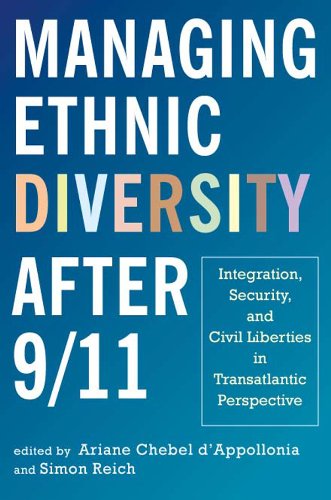 MANAGING
ETHNIC
DIVERSITY
AFTER
9/11
Integration,
Security,
and
Civil Liberties
in
Transatlantic
Perspective
edited by Ariane Chebel d'Appollonia
and Simon Reich